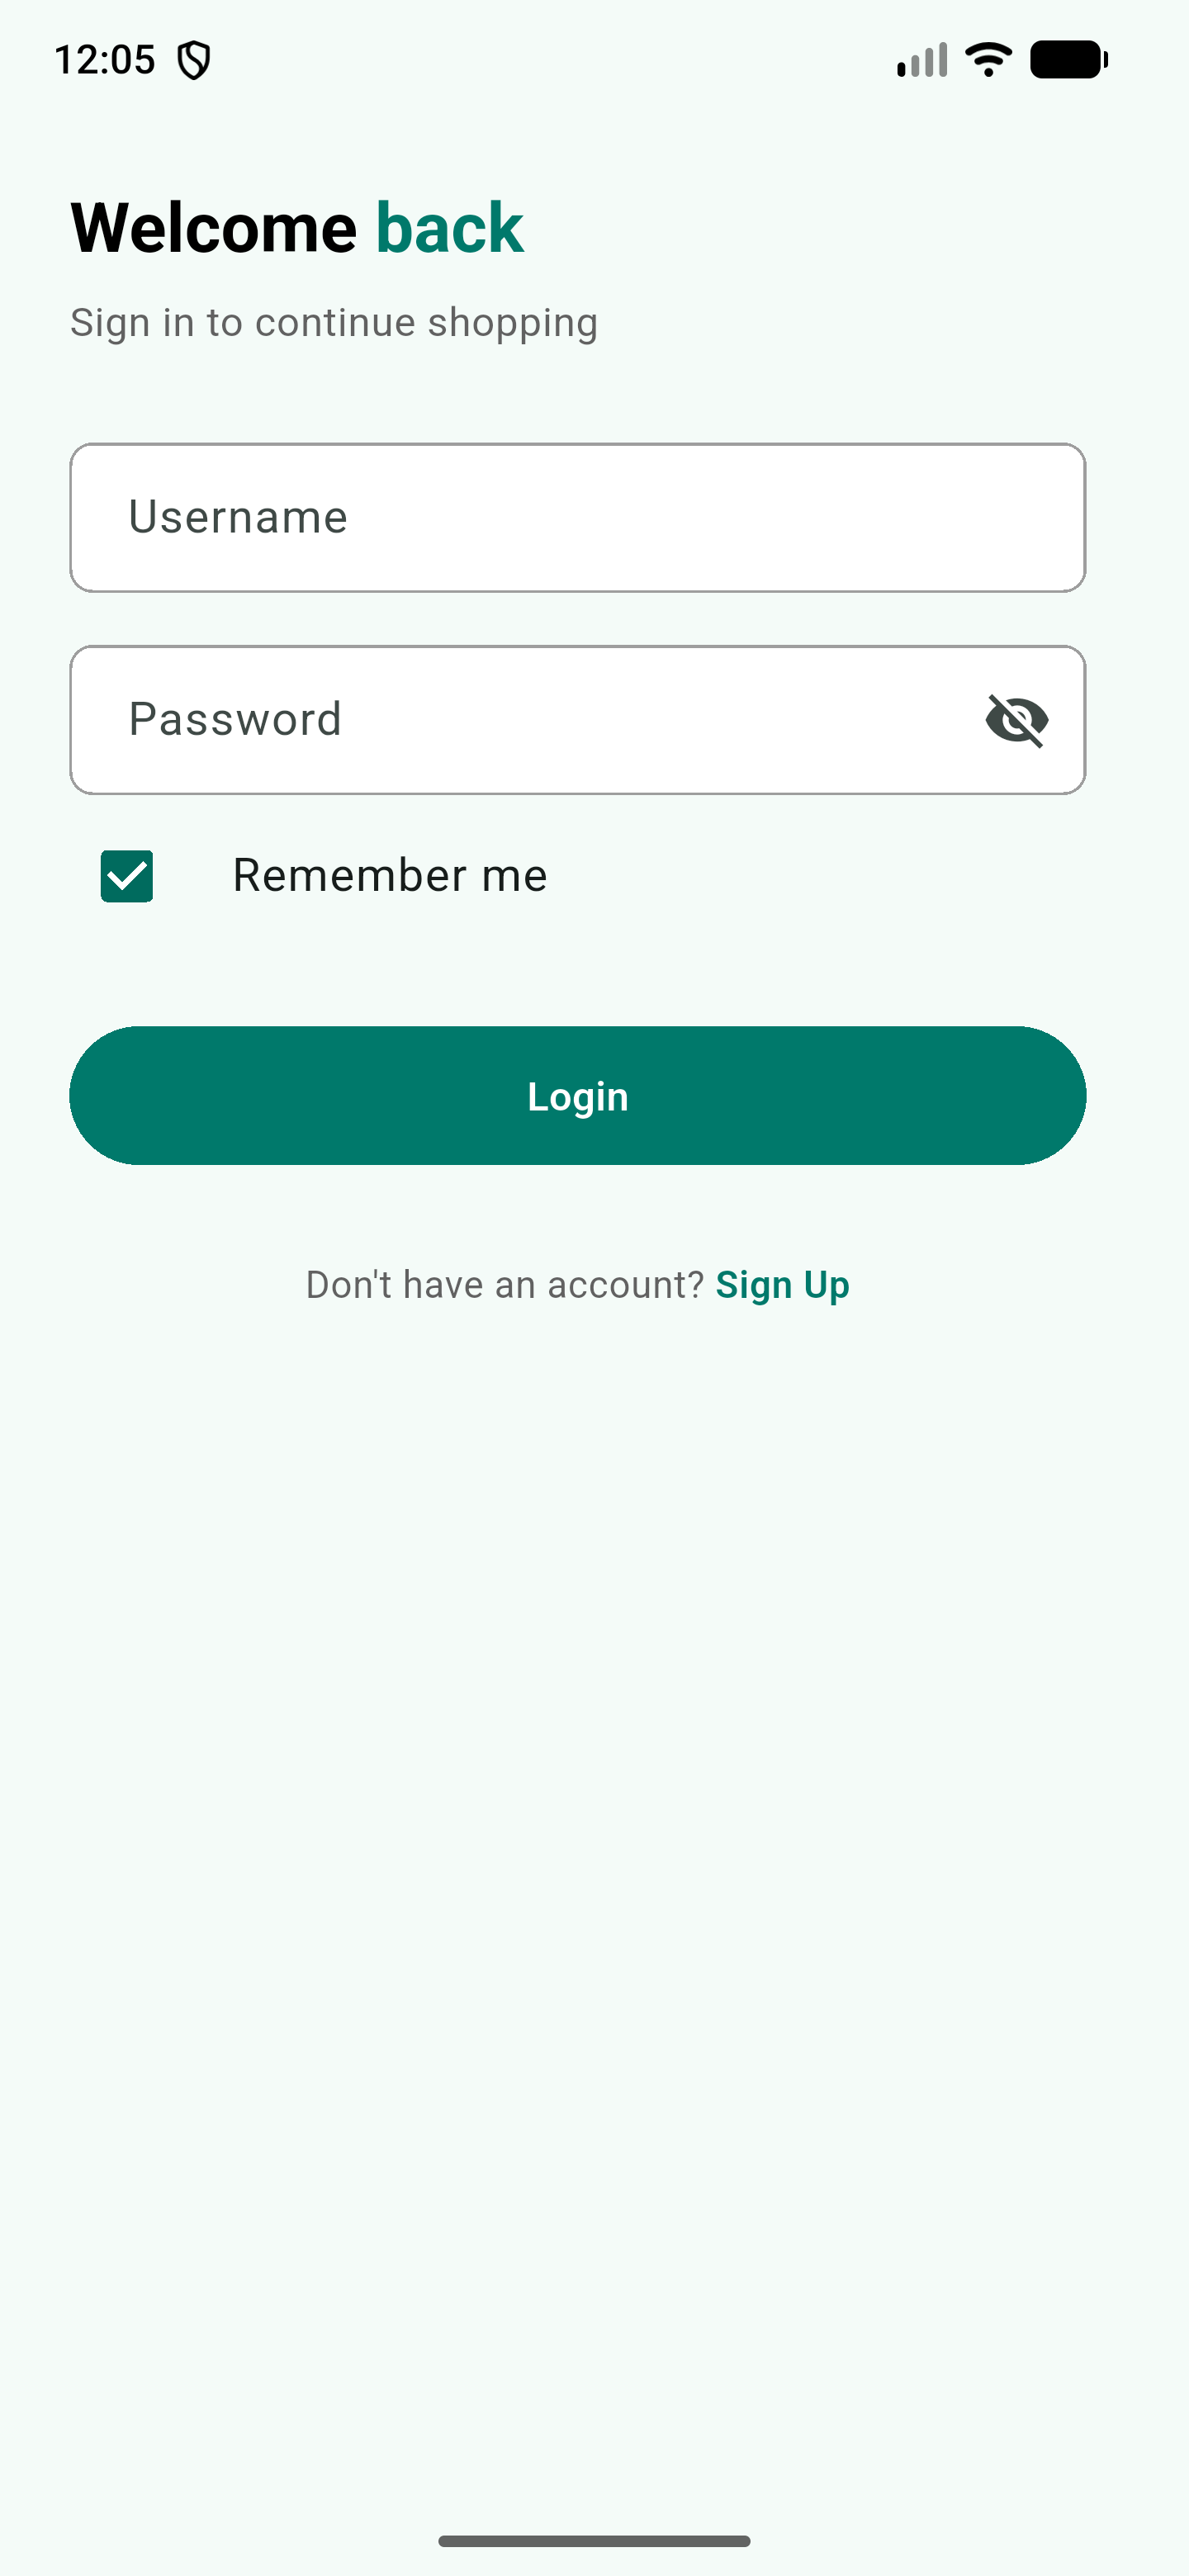 12:05
Welcome back
Sign in to continue shopping
Username
Password
Remember me
Login
Don't have an account? Sign Up